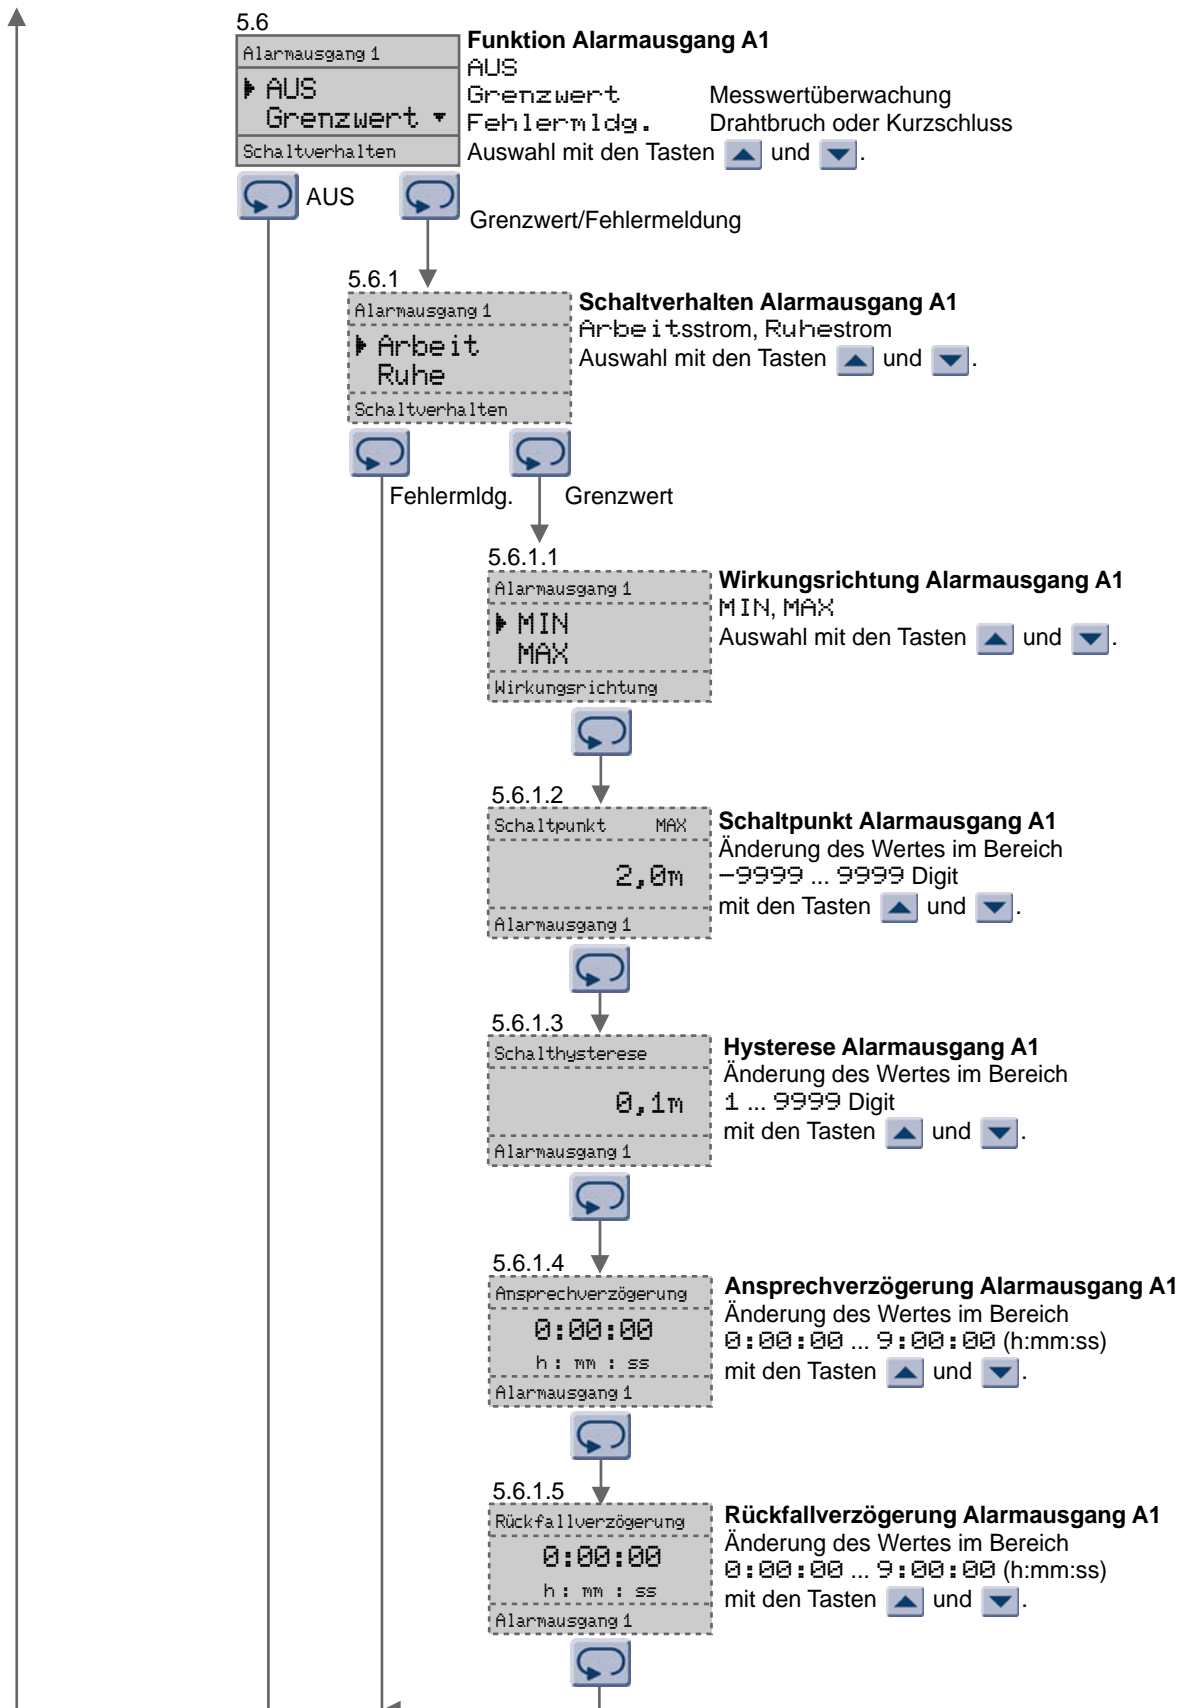 5.6
Alarmausgang 1
AUS
Grenzwert
Schaltverhalten
Funktion Alarmausgang A1
AUS
Grenzwert Messwertüberwachung
Fehlermldg. Drahtbruch oder Kurzschluss
Auswahl mit den Tasten und .
AUS
Grenzwert/Fehlermeldung
5.6.1
Alarmausgang 1
Arbeit
Ruhe
Schaltverhalten
Schaltverhalten Alarmausgang A1
Arbeitsstrom, Ruhestrom
Auswahl mit den Tasten und .
Fehlermldg. Grenzwert
5.6.1.1
Alarmausgang 1
MIN
MAX
Wirkungsrichtung
Wirkungsrichtung Alarmausgang A1
MIN, MAX
Auswahl mit den Tasten und .
5.6.1.2
Schaltpunkt MAX
2,0m
Alarmausgang 1
Schaltpunkt Alarmausgang A1
Änderung des Wertes im Bereich
-9999 ... 9999 Digit
mit den Tasten und .
5.6.1.3
Schalthysterese
0,1m
Alarmausgang 1
Hysterese Alarmausgang A1
Änderung des Wertes im Bereich
1 ... 9999 Digit
mit den Tasten und .
5.6.1.4
Ansprechverzögerung
0:00:00
h : mm : ss
Alarmausgang 1
Ansprechverzögerung Alarmausgang A1
Änderung des Wertes im Bereich
0:00:00 ... 9:00:00 (h:mm:ss)
mit den Tasten und .
5.6.1.5
Rückfallverzögerung
0:00:00
h : mm : ss
Alarmausgang 1
Rückfallverzögerung Alarmausgang A1
Änderung des Wertes im Bereich
0:00:00 ... 9:00:00 (h:mm:ss)
mit den Tasten und .